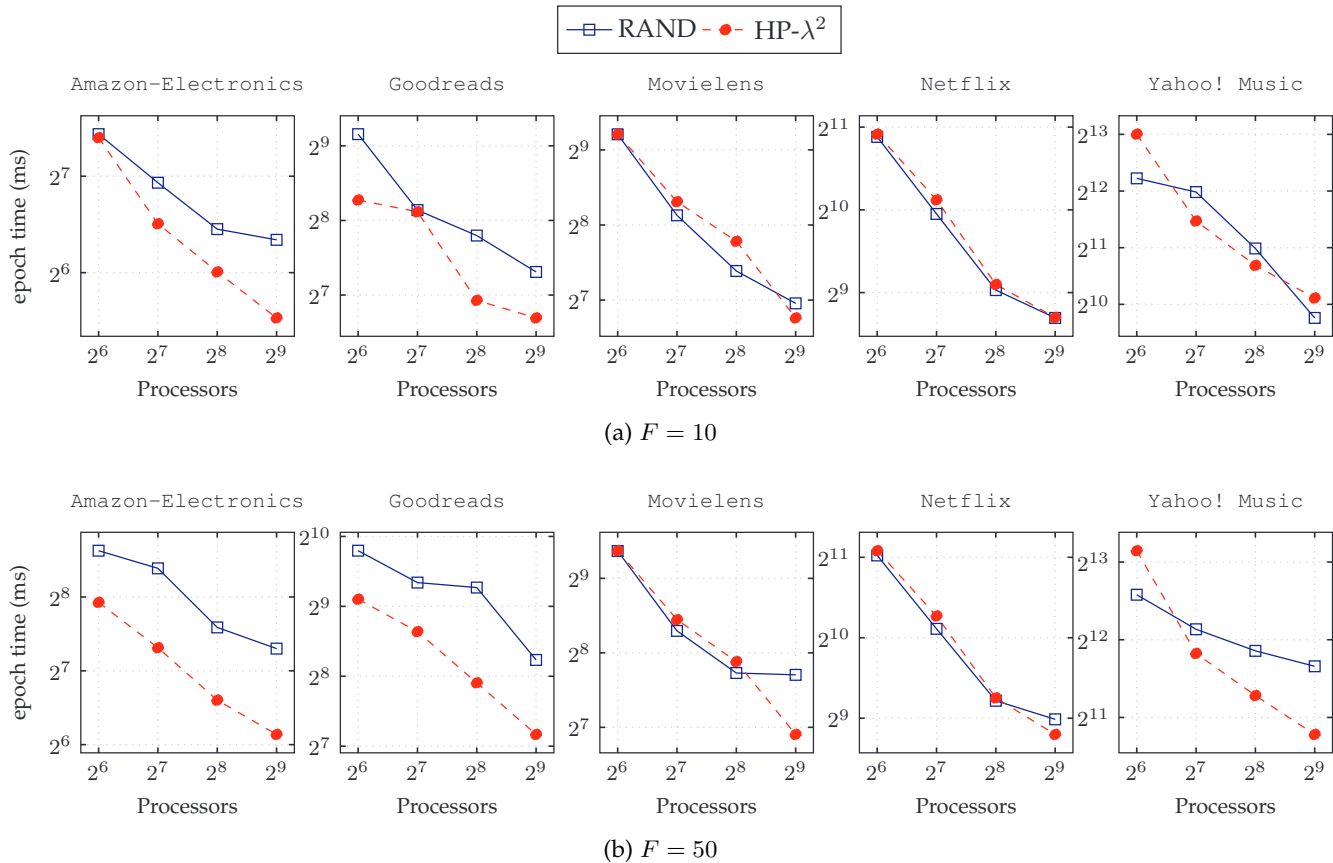 RAND HP-λ²
Amazon-Electronics Goodreads Movielens Netflix Yahoo! Music
epoch time (ms)
2⁷ 2⁶
2⁹ 2⁸ 2⁷
2⁹ 2⁸ 2⁷
2¹¹ 2¹⁰ 2⁹
2¹³ 2¹² 2¹¹ 2¹⁰
2⁶ 2⁷ 2⁸ 2⁹ 2⁶ 2⁷ 2⁸ 2⁹ 2⁶ 2⁷ 2⁸ 2⁹ 2⁶ 2⁷ 2⁸ 2⁹ 2⁶ 2⁷ 2⁸ 2⁹
Processors Processors Processors Processors Processors
(a) F = 10
Amazon-Electronics Goodreads Movielens Netflix Yahoo! Music
epoch time (ms)
2⁸ 2⁷ 2⁶
2¹⁰ 2⁹ 2⁸ 2⁷
2⁹ 2⁸ 2⁷
2¹¹ 2¹⁰ 2⁹
2¹³ 2¹² 2¹¹
2⁶ 2⁷ 2⁸ 2⁹ 2⁶ 2⁷ 2⁸ 2⁹ 2⁶ 2⁷ 2⁸ 2⁹ 2⁶ 2⁷ 2⁸ 2⁹ 2⁶ 2⁷ 2⁸ 2⁹
Processors Processors Processors Processors Processors
(b) F = 50